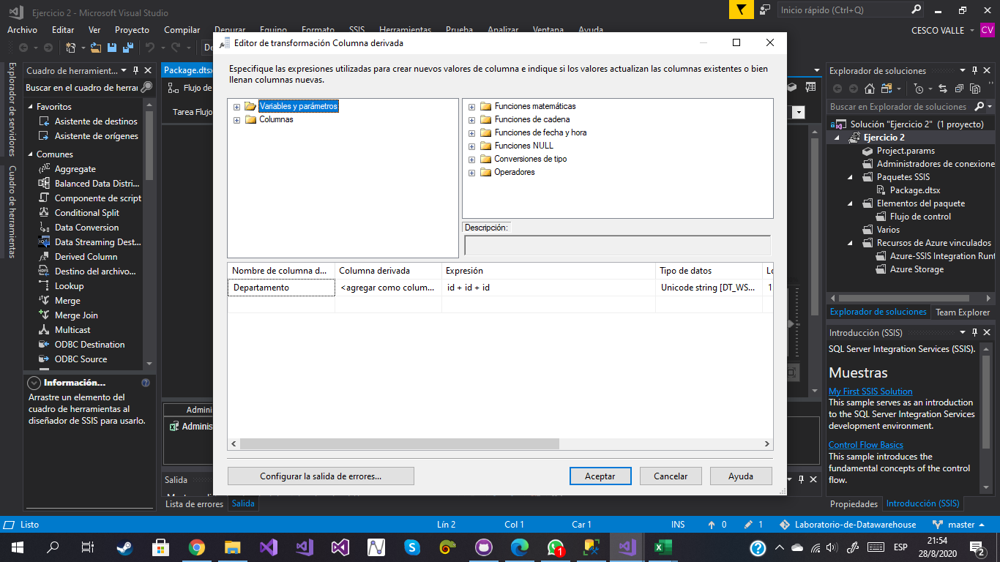 Ejercicio 2 - Microsoft Visual Studio
Inicio rápido (Ctrl+Q)
Archivo Editar Ver Proyecto Compilar Depurar Equipo Formato SSIS Herramientas Prueba Analizar Ventana Ayuda
CESCO VALLE CV
Explorador de servidores
Cuadro de herramientas
Cuadro de herramient...
Buscar en el cuadro de herrar
Favoritos
Asistente de destinos
Asistente de orígenes
Comunes
Aggregate
Balanced Data Distri...
Componente de script
Conditional Split
Data Conversion
Data Streaming Dest...
Derived Column
Destino del archivo...
Lookup
Merge
Merge Join
Multicast
ODBC Destination
ODBC Source
Información...
Arrastre un elemento del
cuadro de herramientas al
diseñador de SSIS para usarlo.
Package.dtsx
Flujo de
Tarea Flujo
Admini
Adminis
Salida
Lista de errores Salida
Editor de transformación Columna derivada
Especifique las expresiones utilizadas para crear nuevos valores de columna e indique si los valores actualizan las columnas existentes o bien
llenan columnas nuevas.
Variables y parámetros
Columnas
Funciones matemáticas
Funciones de cadena
Funciones de fecha y hora
Funciones NULL
Conversiones de tipo
Operadores
Descripción:
Nombre de columna d... Columna derivada Expresión Tipo de datos Lo
Departamento <agregar como colum... id + id + id Unicode string [DT_WS... 1
Configurar la salida de errores...
Aceptar Cancelar Ayuda
Explorador de soluciones
Buscar en Explorador de soluciones
Solución "Ejercicio 2" (1 proyecto)
Ejercicio 2
Project.params
Administradores de conexione
Paquetes SSIS
Package.dtsx
Elementos del paquete
Flujo de control
Varios
Recursos de Azure vinculados
Azure-SSIS Integration Runt
Azure Storage
Explorador de soluciones Team Explorer
Introducción (SSIS)
SQL Server Integration Services (SSIS).
Muestras
My First SSIS Solution
This sample serves as an introduction
to the SQL Server Integration Services
development environment.
Control Flow Basics
This sample introduces the
fundamental concepts of the control
flow.
Propiedades Introducción (SSIS)
Listo Lín 2 Col 1 Car 1 INS 0 1 Laboratorio-de-Datawarehouse master
ESP
21:54
28/8/2020
1
2